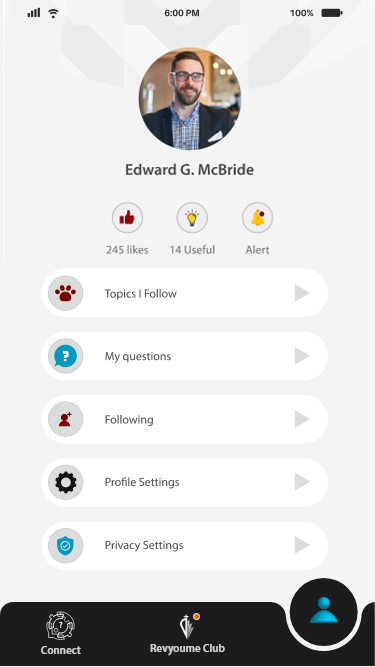 6:00 PM 100%
Edward G. McBride
245 likes 14 Useful Alert
Topics I Follow
?
My questions
Following
Profile Settings
Privacy Settings
?
Connect Revyoume Club